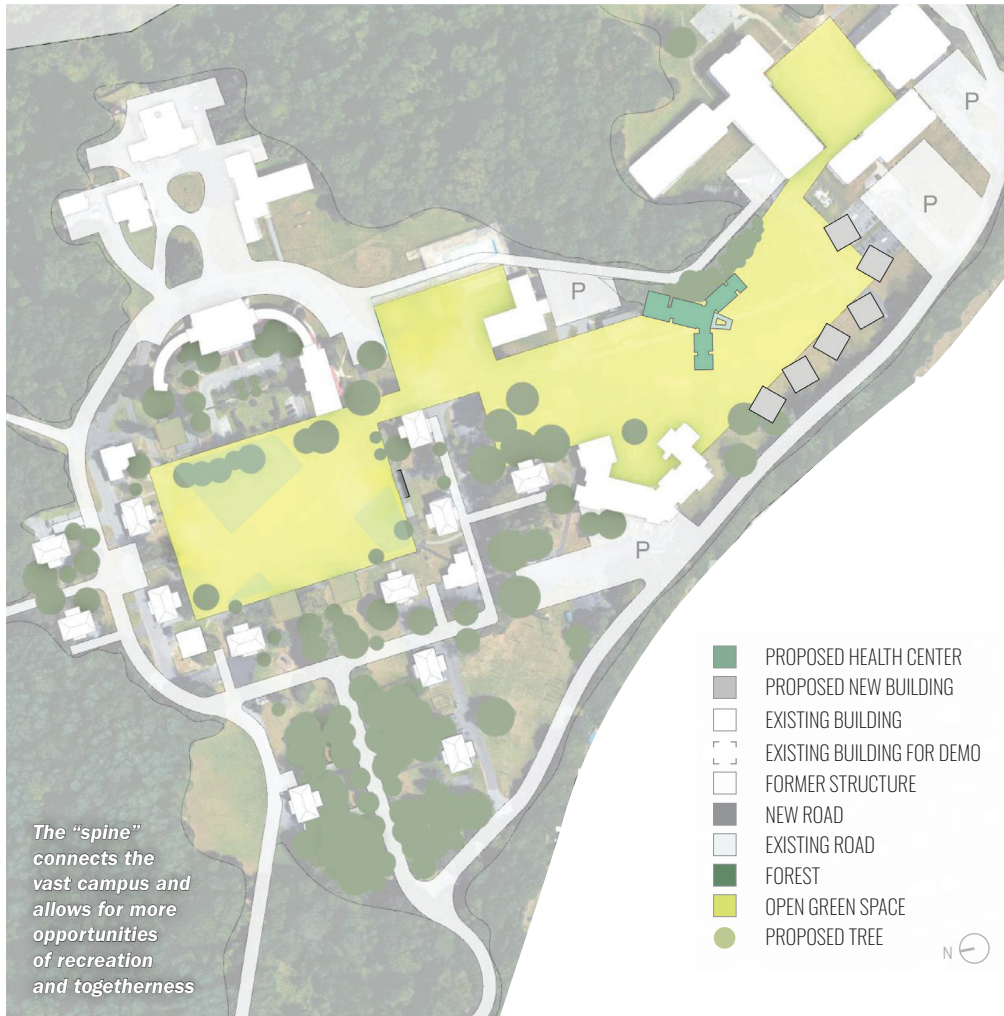 P
P
P
P
PROPOSED HEALTH CENTER
PROPOSED NEW BUILDING
EXISTING BUILDING
EXISTING BUILDING FOR DEMO
FORMER STRUCTURE
NEW ROAD
EXISTING ROAD
FOREST
OPEN GREEN SPACE
PROPOSED TREE
The “spine”
connects the
vast campus and
allows for more
opportunities
of recreation
and togetherness
N